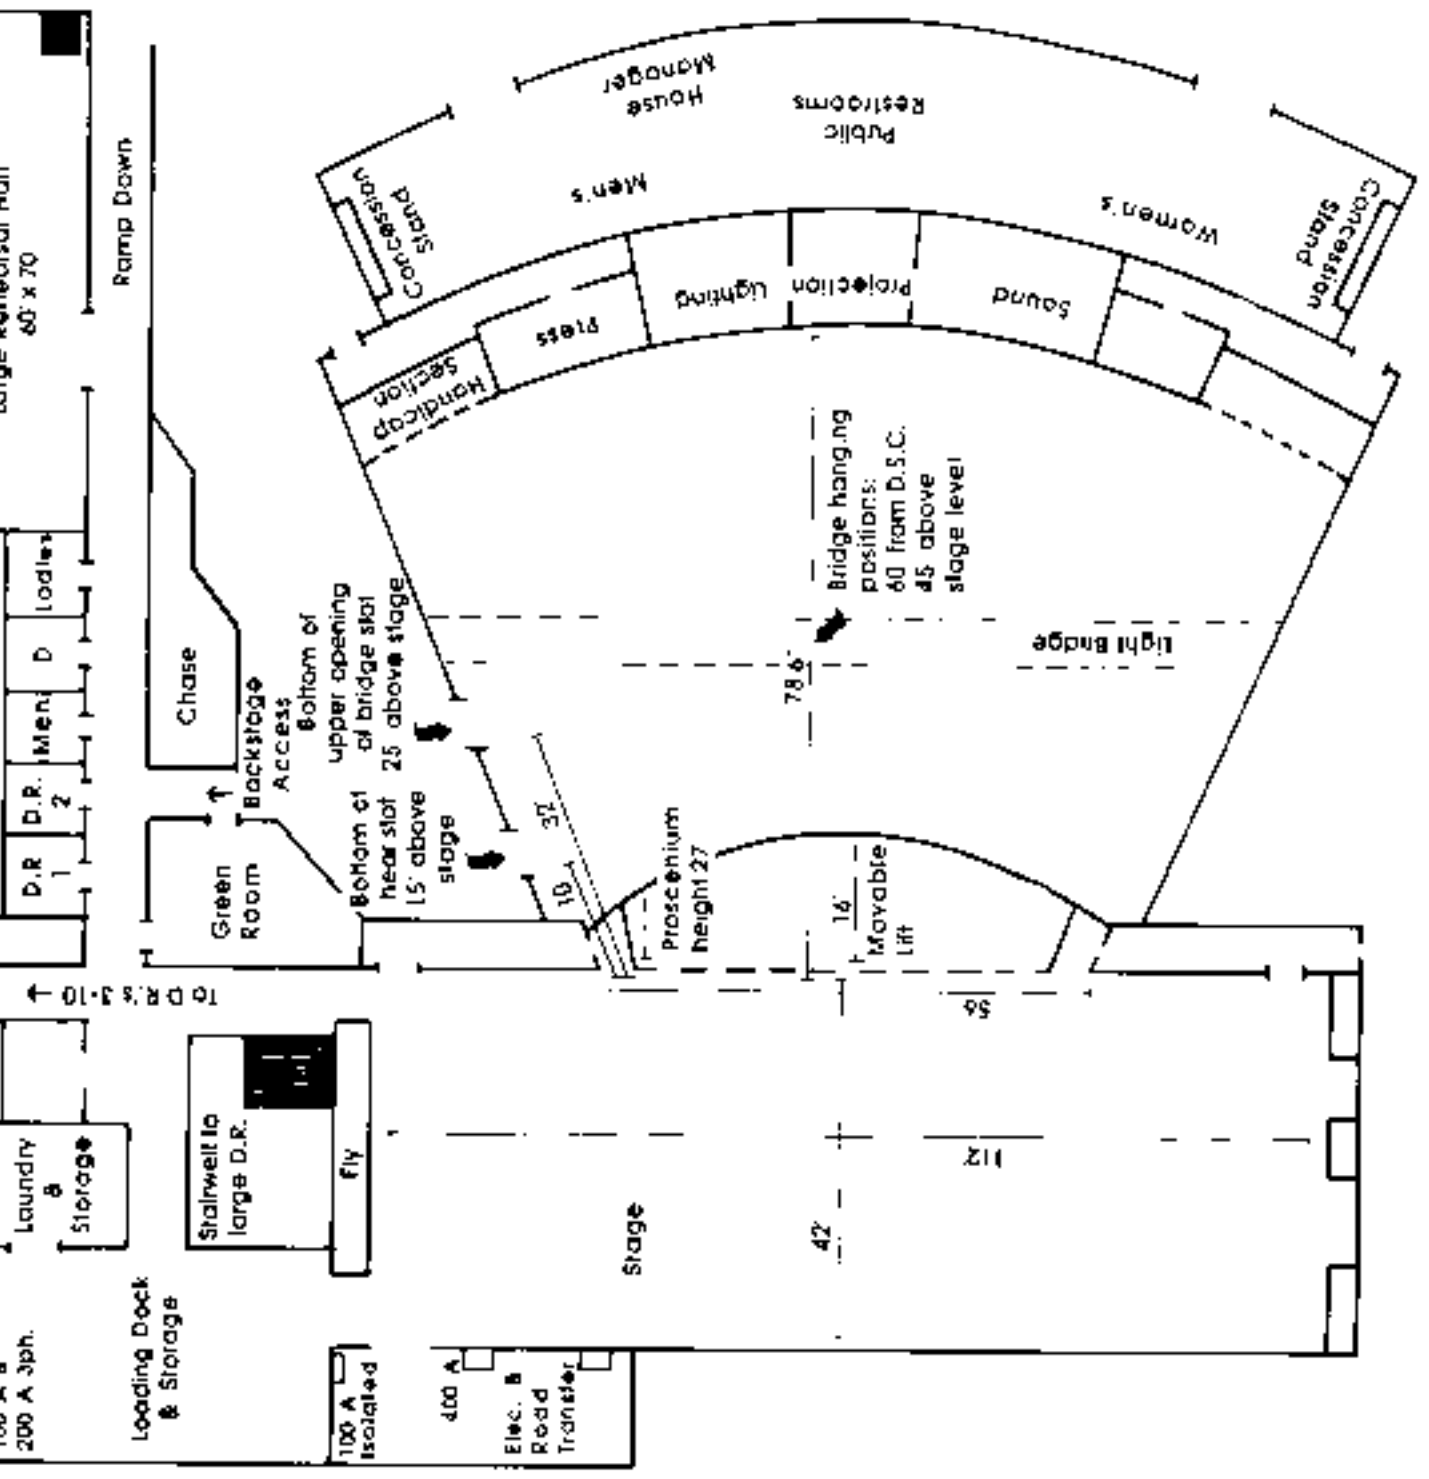 House
Manager
Public
Restrooms
Concession
Stand
Men's
Women's
Concession
Stand
Ramp Down
60' x 70
Press
Lighting
Projection
Sound
Handicap
Section
Bridge hanging
positions:
60 from D.S.C.
45 above
stage level
Light Bridge
78'6
Ladies
D
Men
D.R.
2
D.R
1
Chase
Backstage
Access
Bottom of
upper opening
of bridge slot
25 above stage
Bottom of
near slot
15' above
stage
Green
Room
10
32
Proscenium
height 27
16'
Movable
Lift
To D.R.'s 3-10
56
Laundry
&
Storage
Stairwell to
large D.R.
Fly
Stage
112'
42'
Loading Dock
& Storage
200 A 3ph.
100 A
Isolated
400 A
Elec. &
Road
Transfer